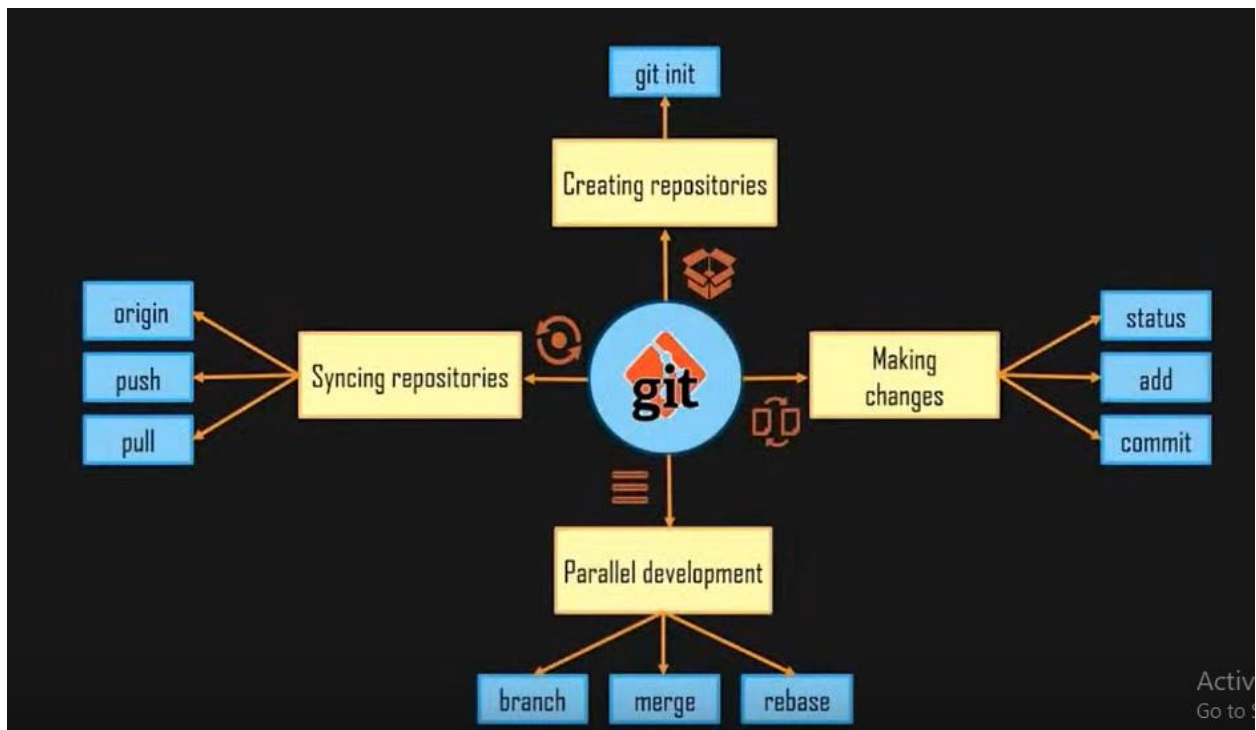 git init
Creating repositories
origin
push
pull
Syncing repositories
git
Making
changes
status
add
commit
Parallel development
branch
merge
rebase
Activ
Go to S